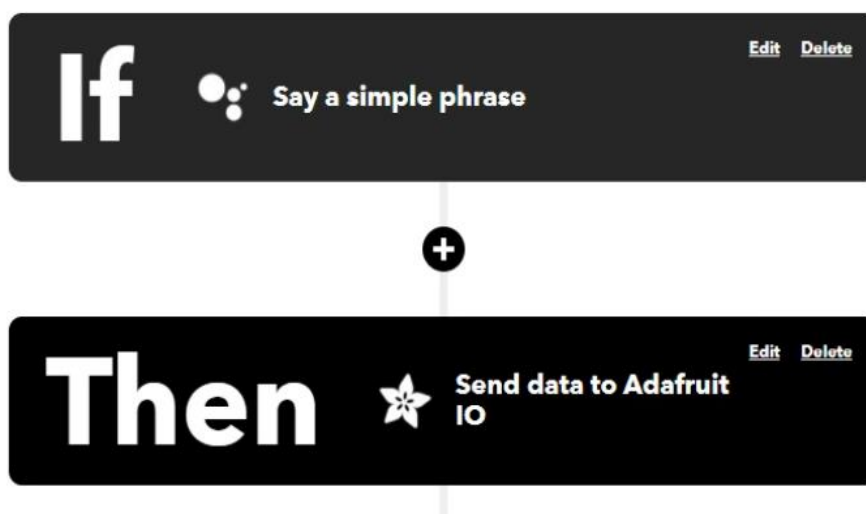 Edit Delete
If Say a simple phrase
Edit Delete
Then Send data to Adafruit
IO